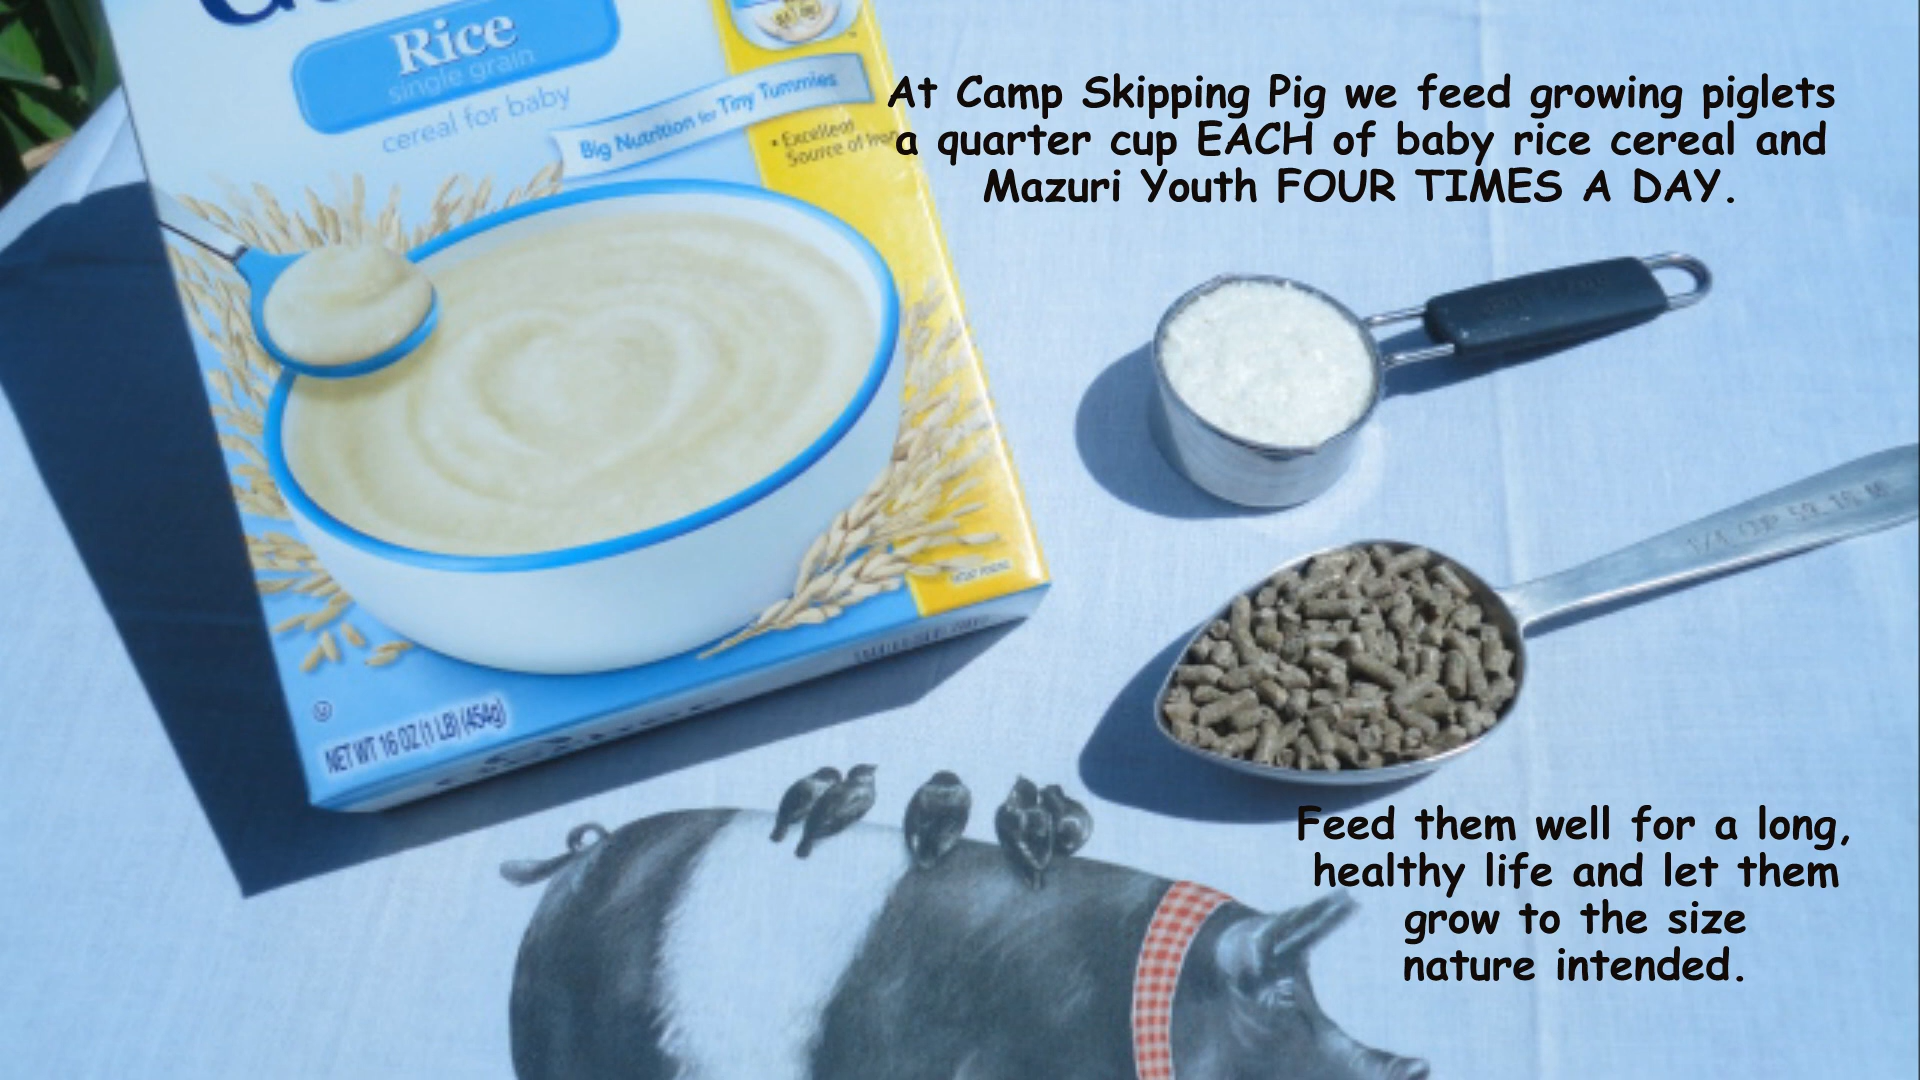 Rice
single grain
cereal for baby
Big Nutrition for Tiny Tummies
• Excellent
Source of Iron
At Camp Skipping Pig we feed growing piglets
a quarter cup EACH of baby rice cereal and
Mazuri Youth FOUR TIMES A DAY.
1/4 CUP
NET WT 16 OZ (1 LB) (454g)
Feed them well for a long,
healthy life and let them
grow to the size
nature intended.